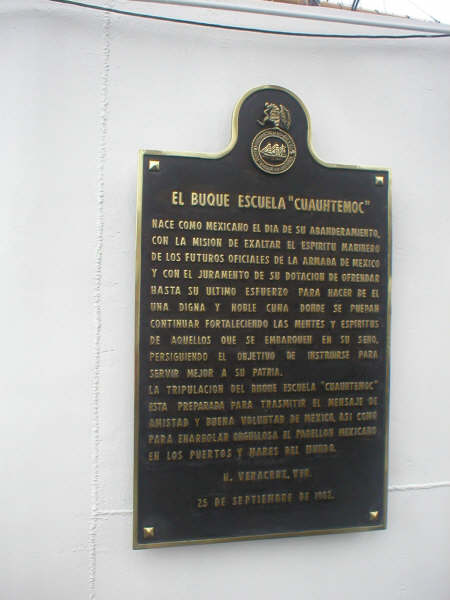 EL BUQUE ESCUELA "CUAUHTEMOC"
NACE COMO MEXICANO EL DIA DE SU ABANDERAMIENTO,
CON LA MISION DE EXALTAR EL ESPIRITU MARINERO
DE LOS FUTUROS OFICIALES DE LA ARMADA DE MEXICO
Y CON EL JURAMENTO DE SU DOTACION DE OFRENDAR
HASTA SU ULTIMO ESFUERZO PARA HACER DE EL
UNA DIGNA Y NOBLE CUNA DONDE SE PUEDAN
CONTINUAR FORTALECIENDO LAS MENTES Y ESPIRITUS
DE AQUELLOS QUE SE EMBARQUEN EN SU SENO,
PERSIGUIENDO EL OBJETIVO DE INSTRUIRSE PARA
SERVIR MEJOR A SU PATRIA.
LA TRIPULACION DEL BUQUE ESCUELA "CUAUHTEMOC"
ESTA PREPARADA PARA TRASMITIR EL MENSAJE DE
AMISTAD Y BUENA VOLUNTAD DE MEXICO, ASI COMO
PARA ENARBOLAR ORGULLOSA EL PABELLON MEXICANO
EN LOS PUERTOS Y MARES DEL MUNDO.
H. VERACRUZ, VER.
25 DE SEPTIEMBRE DE 1982.